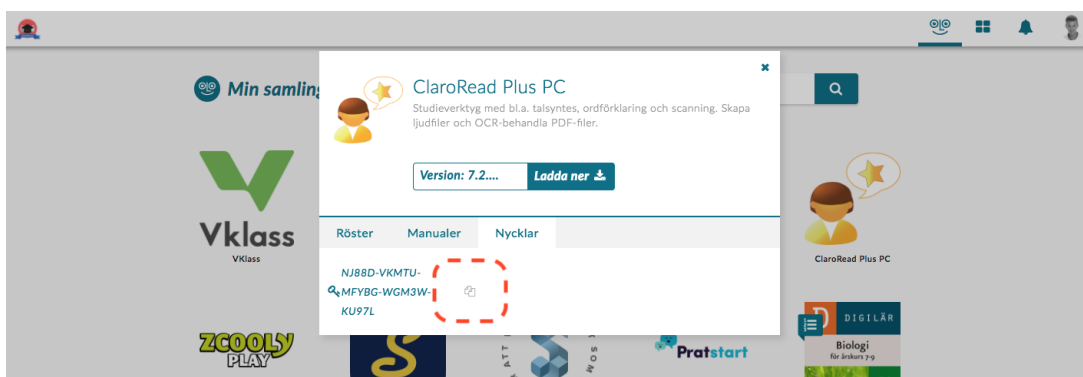 Min samling
ClaroRead Plus PC
Studieverktyg med bl.a. talsyntes, ordförklaring och scanning. Skapa
ljudfiler och OCR-behandla PDF-filer.
Version: 7.2....
Ladda ner
Röster
Manualer
Nycklar
NJ88D-VKMTU-
MFYBG-WGM3W-
KU97L
Vklass
VKlass
ClaroRead Plus PC
ZCOOLY
PLAY
S
ATT
SOM
Pratstart
DIGILÄR
Biologi
för årskurs 7-9